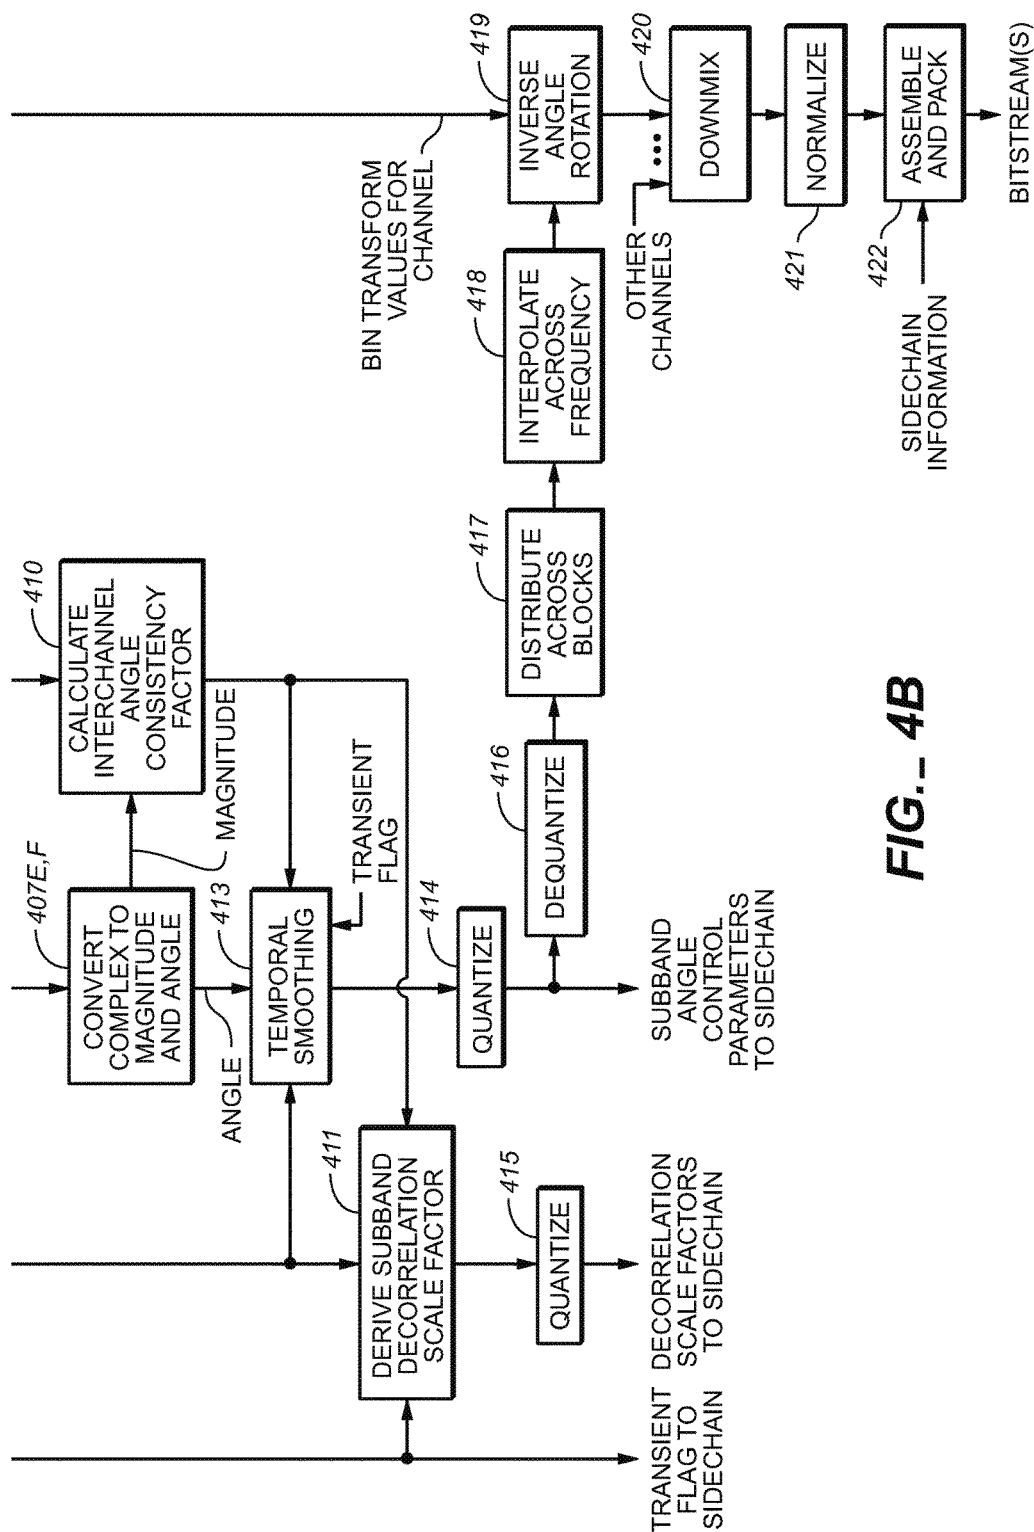 407E,F
CONVERT
COMPLEX TO
MAGNITUDE
AND ANGLE
MAGNITUDE
410
CALCULATE
INTERCHANNEL
ANGLE
CONSISTENCY
FACTOR
ANGLE
413
TEMPORAL
SMOOTHING
TRANSIENT
FLAG
411
DERIVE SUBBAND
DECORRELATION
SCALE FACTOR
414
QUANTIZE
415
QUANTIZE
416
DEQUANTIZE
417
DISTRIBUTE
ACROSS
BLOCKS
418
INTERPOLATE
ACROSS
FREQUENCY
BIN TRANSFORM
VALUES FOR
CHANNEL
419
INVERSE
ANGLE
ROTATION
OTHER
CHANNELS
420
DOWNMIX
421
NORMALIZE
422
ASSEMBLE
AND PACK
SIDECHAIN
INFORMATION
BITSTREAM(S)
TRANSIENT
FLAG TO
SIDECHAIN
DECORRELATION
SCALE FACTORS
TO SIDECHAIN
SUBBAND
ANGLE
CONTROL
PARAMETERS
TO SIDECHAIN
FIG._ 4B